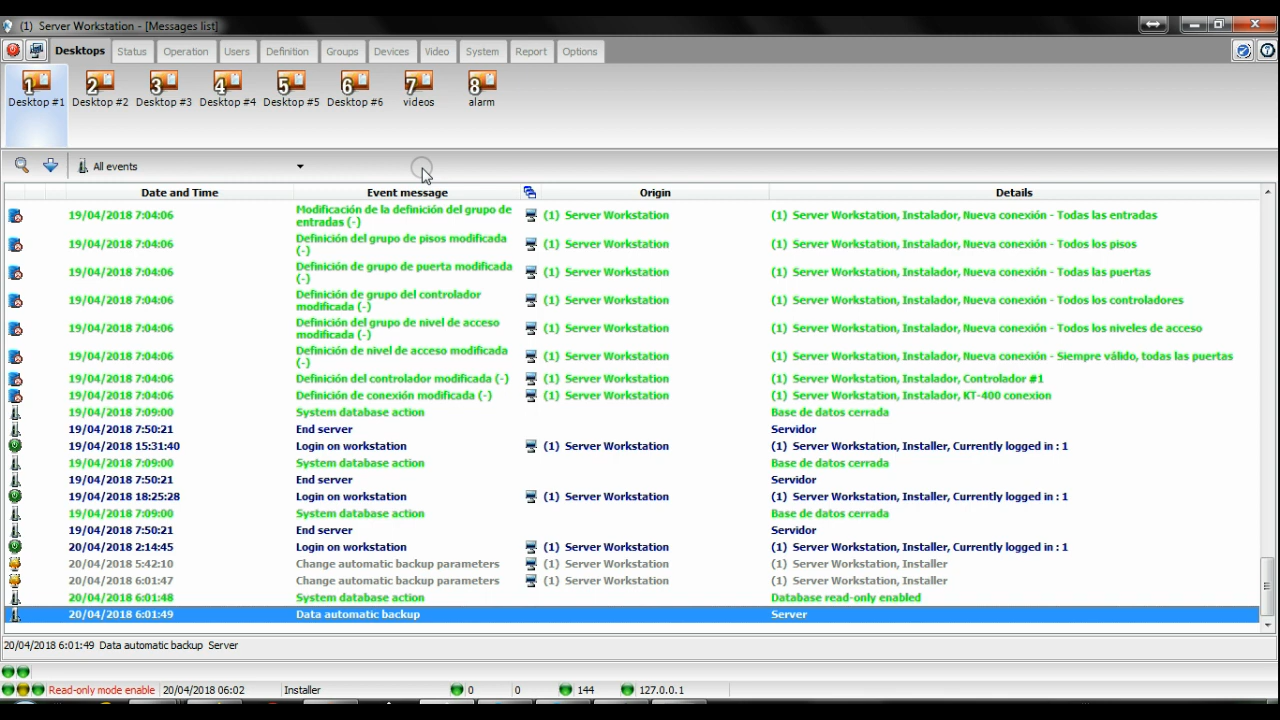 (1) Server Workstation - [Messages list]
Desktops Status Operation Users Definition Groups Devices Video System Report Options
1 2 3 4 5 6 7 8
Desktop #1 Desktop #2 Desktop #3 Desktop #4 Desktop #5 Desktop #6 videos alarm
All events
Date and Time Event message Origin Details
19/04/2018 7:04:06 Modificación de la definición del grupo de entradas (-) (1) Server Workstation (1) Server Workstation, Instalador, Nueva conexión - Todas las entradas
19/04/2018 7:04:06 Definición del grupo de pisos modificada (-) (1) Server Workstation (1) Server Workstation, Instalador, Nueva conexión - Todos los pisos
19/04/2018 7:04:06 Definición de grupo de puerta modificada (-) (1) Server Workstation (1) Server Workstation, Instalador, Nueva conexión - Todas las puertas
19/04/2018 7:04:06 Definición de grupo del controlador modificada (-) (1) Server Workstation (1) Server Workstation, Instalador, Nueva conexión - Todos los controladores
19/04/2018 7:04:06 Definición del grupo de nivel de acceso modificada (-) (1) Server Workstation (1) Server Workstation, Instalador, Nueva conexión - Todos los niveles de acceso
19/04/2018 7:04:06 Definición de nivel de acceso modificada (-) (1) Server Workstation (1) Server Workstation, Instalador, Nueva conexión - Siempre válido, todas las puertas
19/04/2018 7:04:06 Definición del controlador modificada (-) (1) Server Workstation (1) Server Workstation, Instalador, Controlador #1
19/04/2018 7:04:06 Definición de conexión modificada (-) (1) Server Workstation (1) Server Workstation, Instalador, KT-400 conexion
19/04/2018 7:09:00 System database action Base de datos cerrada
19/04/2018 7:50:21 End server Servidor
19/04/2018 15:31:40 Login on workstation (1) Server Workstation (1) Server Workstation, Installer, Currently logged in : 1
19/04/2018 7:09:00 System database action Base de datos cerrada
19/04/2018 7:50:21 End server Servidor
19/04/2018 18:25:28 Login on workstation (1) Server Workstation (1) Server Workstation, Installer, Currently logged in : 1
19/04/2018 7:09:00 System database action Base de datos cerrada
19/04/2018 7:50:21 End server Servidor
20/04/2018 2:14:45 Login on workstation (1) Server Workstation (1) Server Workstation, Installer, Currently logged in : 1
20/04/2018 5:42:10 Change automatic backup parameters (1) Server Workstation (1) Server Workstation, Installer
20/04/2018 6:01:47 Change automatic backup parameters (1) Server Workstation (1) Server Workstation, Installer
20/04/2018 6:01:48 System database action Database read-only enabled
20/04/2018 6:01:49 Data automatic backup Server
20/04/2018 6:01:49 Data automatic backup Server
Read-only mode enable 20/04/2018 06:02 Installer 0 0 144 127.0.0.1